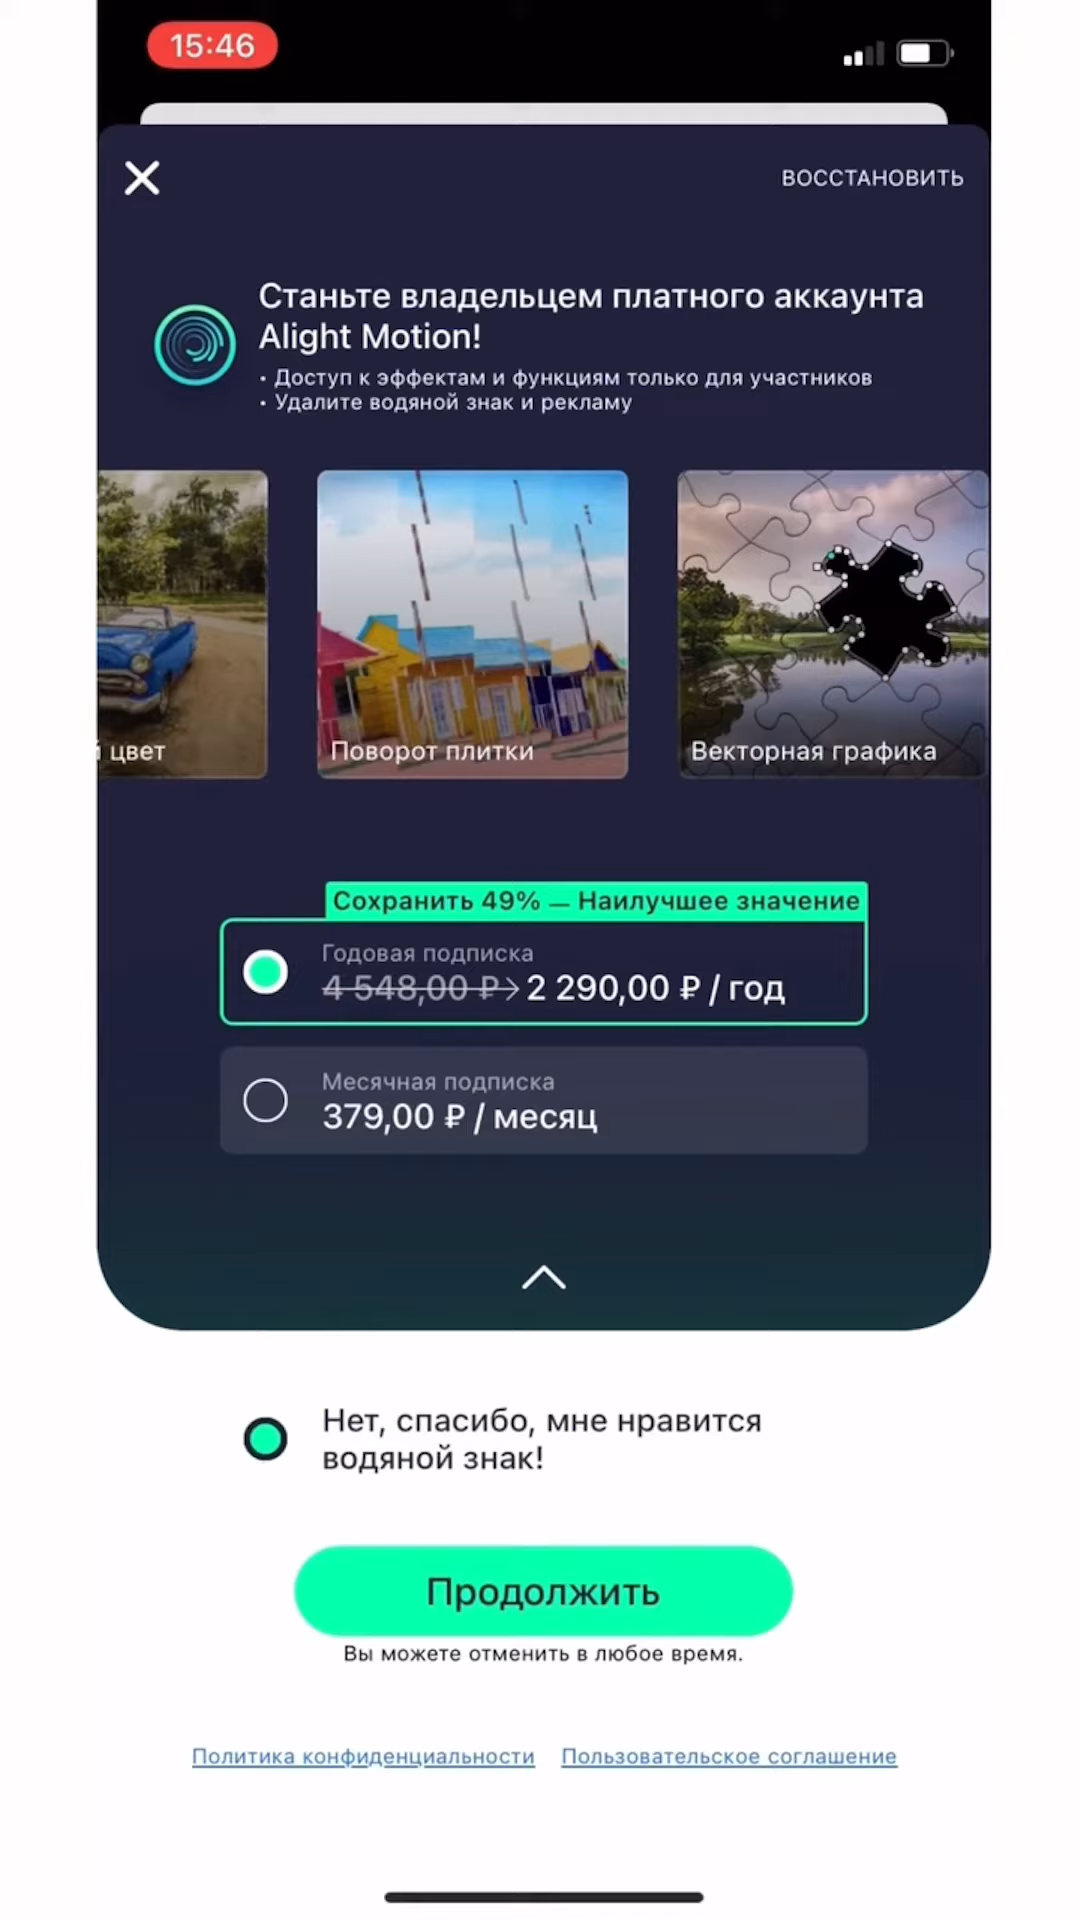 15:46
ВОССТАНОВИТЬ
Станьте владельцем платного аккаунта
Alight Motion!
• Доступ к эффектам и функциям только для участников
• Удалите водяной знак и рекламу
й цвет
Поворот плитки
Векторная графика
Сохранить 49% — Наилучшее значение
Годовая подписка
4 548,00 ₽→ 2 290,00 ₽ / год
Месячная подписка
379,00 ₽ / месяц
Нет, спасибо, мне нравится
водяной знак!
Продолжить
Вы можете отменить в любое время.
Политика конфиденциальности Пользовательское соглашение